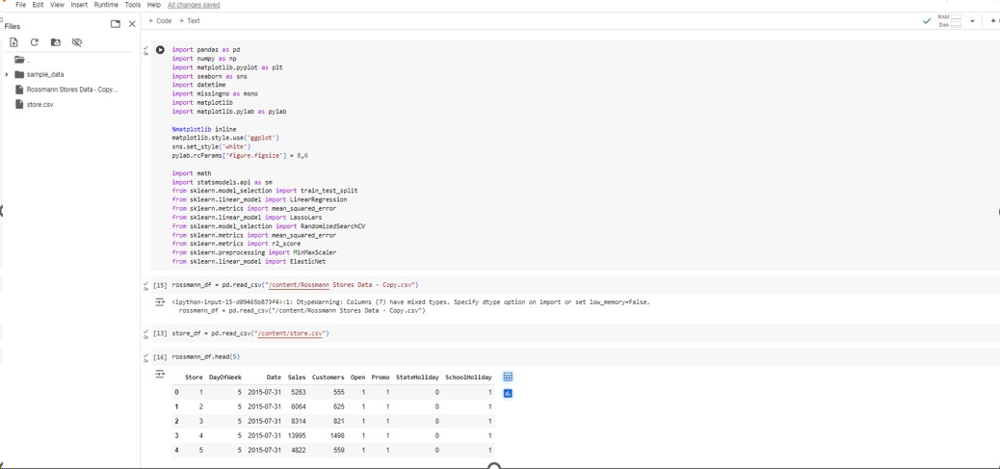 File Edit View Insert Runtime Tools Help All changes saved
Files
+ Code + Text
RAM
Disk
..
sample_data
Rossmann Stores Data - Copy...
store.csv
import pandas as pd
import numpy as np
import matplotlib.pyplot as plt
import seaborn as sns
import datetime
import missingno as msno
import matplotlib
import matplotlib.pylab as pylab
%matplotlib inline
matplotlib.style.use('ggplot')
sns.set_style('white')
pylab.rcParams['figure.figsize'] = 8,6
import math
import statsmodels.api as sm
from sklearn.model_selection import train_test_split
from sklearn.linear_model import LinearRegression
from sklearn.metrics import mean_squared_error
from sklearn.linear_model import LassoLars
from sklearn.model_selection import RandomizedSearchCV
from sklearn.metrics import mean_squared_error
from sklearn.metrics import r2_score
from sklearn.preprocessing import MinMaxScaler
from sklearn.linear_model import ElasticNet
[15] rossmann_df = pd.read_csv("/content/Rossmann Stores Data - Copy.csv")
<ipython-input-15-d09465b873f4>:1: DtypeWarning: Columns (7) have mixed types. Specify dtype option on import or set low_memory=False.
rossmann_df = pd.read_csv("/content/Rossmann Stores Data - Copy.csv")
[13] store_df = pd.read_csv("/content/store.csv")
[16] rossmann_df.head(5)
Store DayOfWeek Date Sales Customers Open Promo StateHoliday SchoolHoliday
0 1 5 2015-07-31 5263 555 1 1 0 1
1 2 5 2015-07-31 6064 625 1 1 0 1
2 3 5 2015-07-31 8314 821 1 1 0 1
3 4 5 2015-07-31 13995 1498 1 1 0 1
4 5 5 2015-07-31 4822 559 1 1 0 1